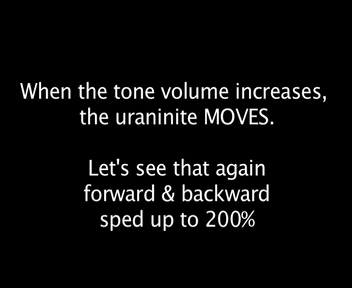 When the tone volume increases,
the uraninite MOVES.
Let's see that again
forward & backward
sped up to 200%